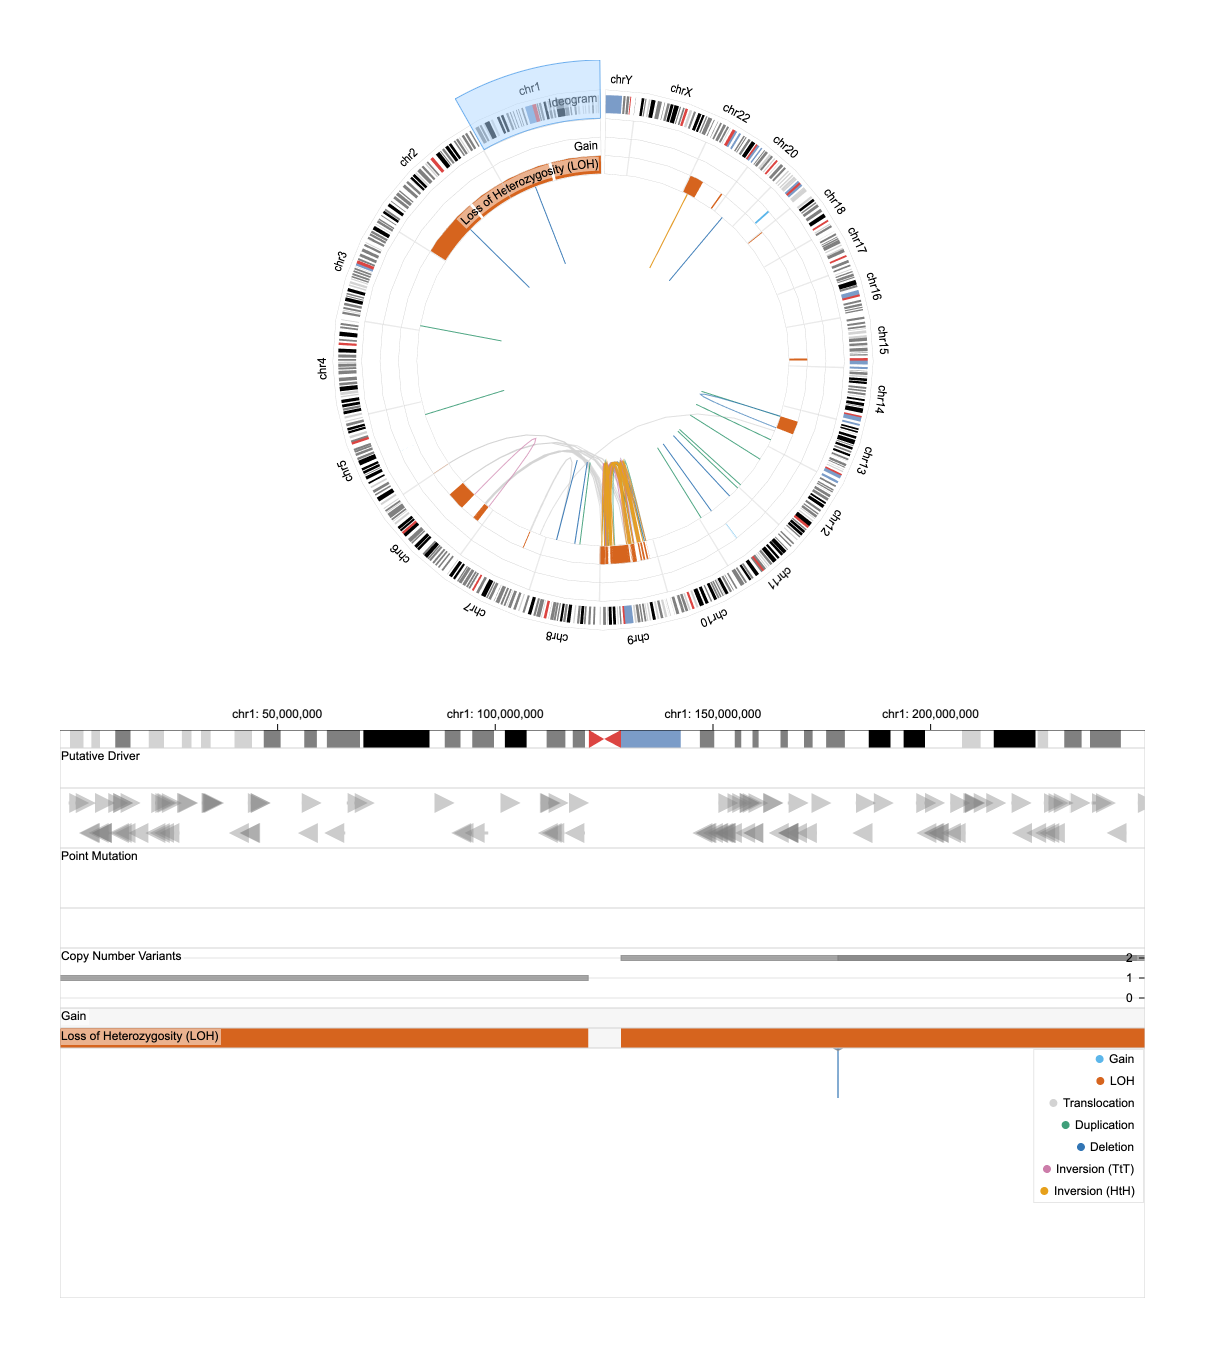 chr1
Ideogram
Gain
Loss of Heterozygosity (LOH)
chrY
chrX
chr22
chr20
chr18
chr17
chr16
chr15
chr14
chr13
chr12
chr11
chr10
chr9
chr8
chr7
chr6
chr5
chr4
chr3
chr2
chr1: 50,000,000
chr1: 100,000,000
chr1: 150,000,000
chr1: 200,000,000
Putative Driver
Point Mutation
Copy Number Variants
2
1
0
Gain
Loss of Heterozygosity (LOH)
Gain
LOH
Translocation
Duplication
Deletion
Inversion (TtT)
Inversion (HtH)